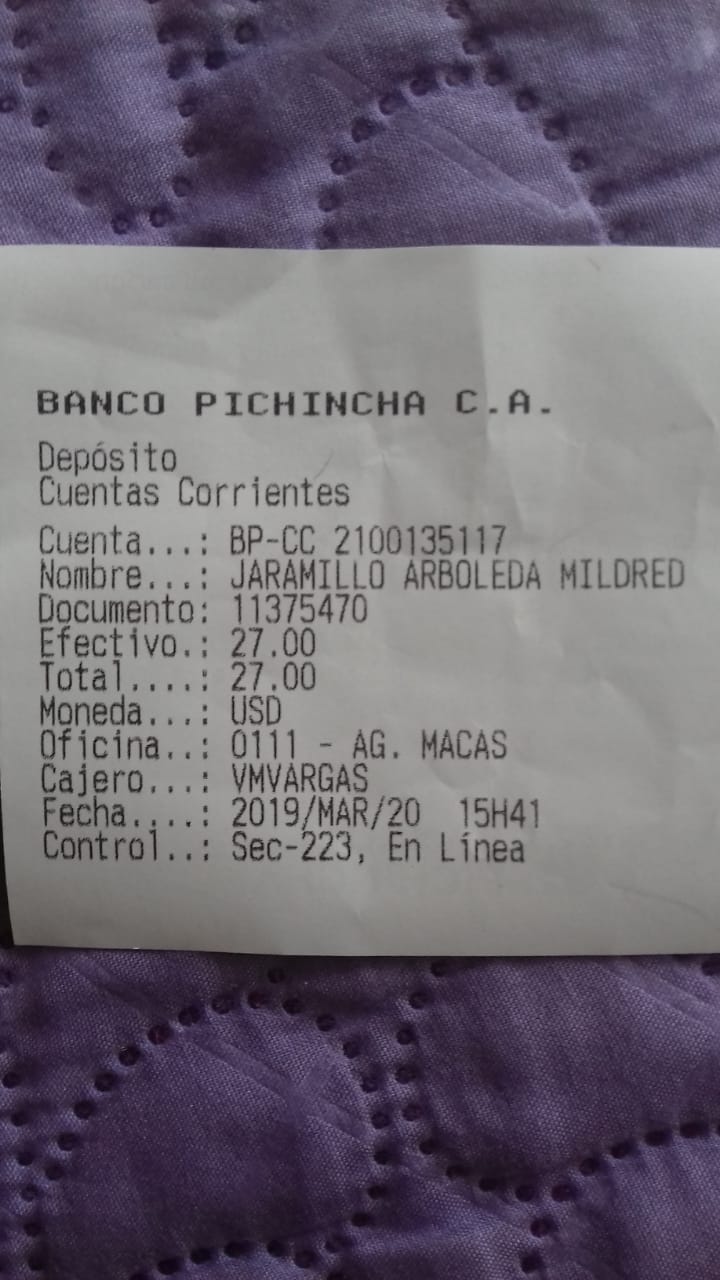 BANCO PICHINCHA C.A.
Depósito
Cuentas Corrientes
Cuenta...: BP-CC 2100135117
Nombre...: JARAMILLO ARBOLEDA MILDRED
Documento: 11375470
Efectivo.: 27.00
Total....: 27.00
Moneda...: USD
Oficina..: 0111 - AG. MACAS
Cajero...: VMVARGAS
Fecha....: 2019/MAR/20  15H41
Control..: Sec-223, En Línea